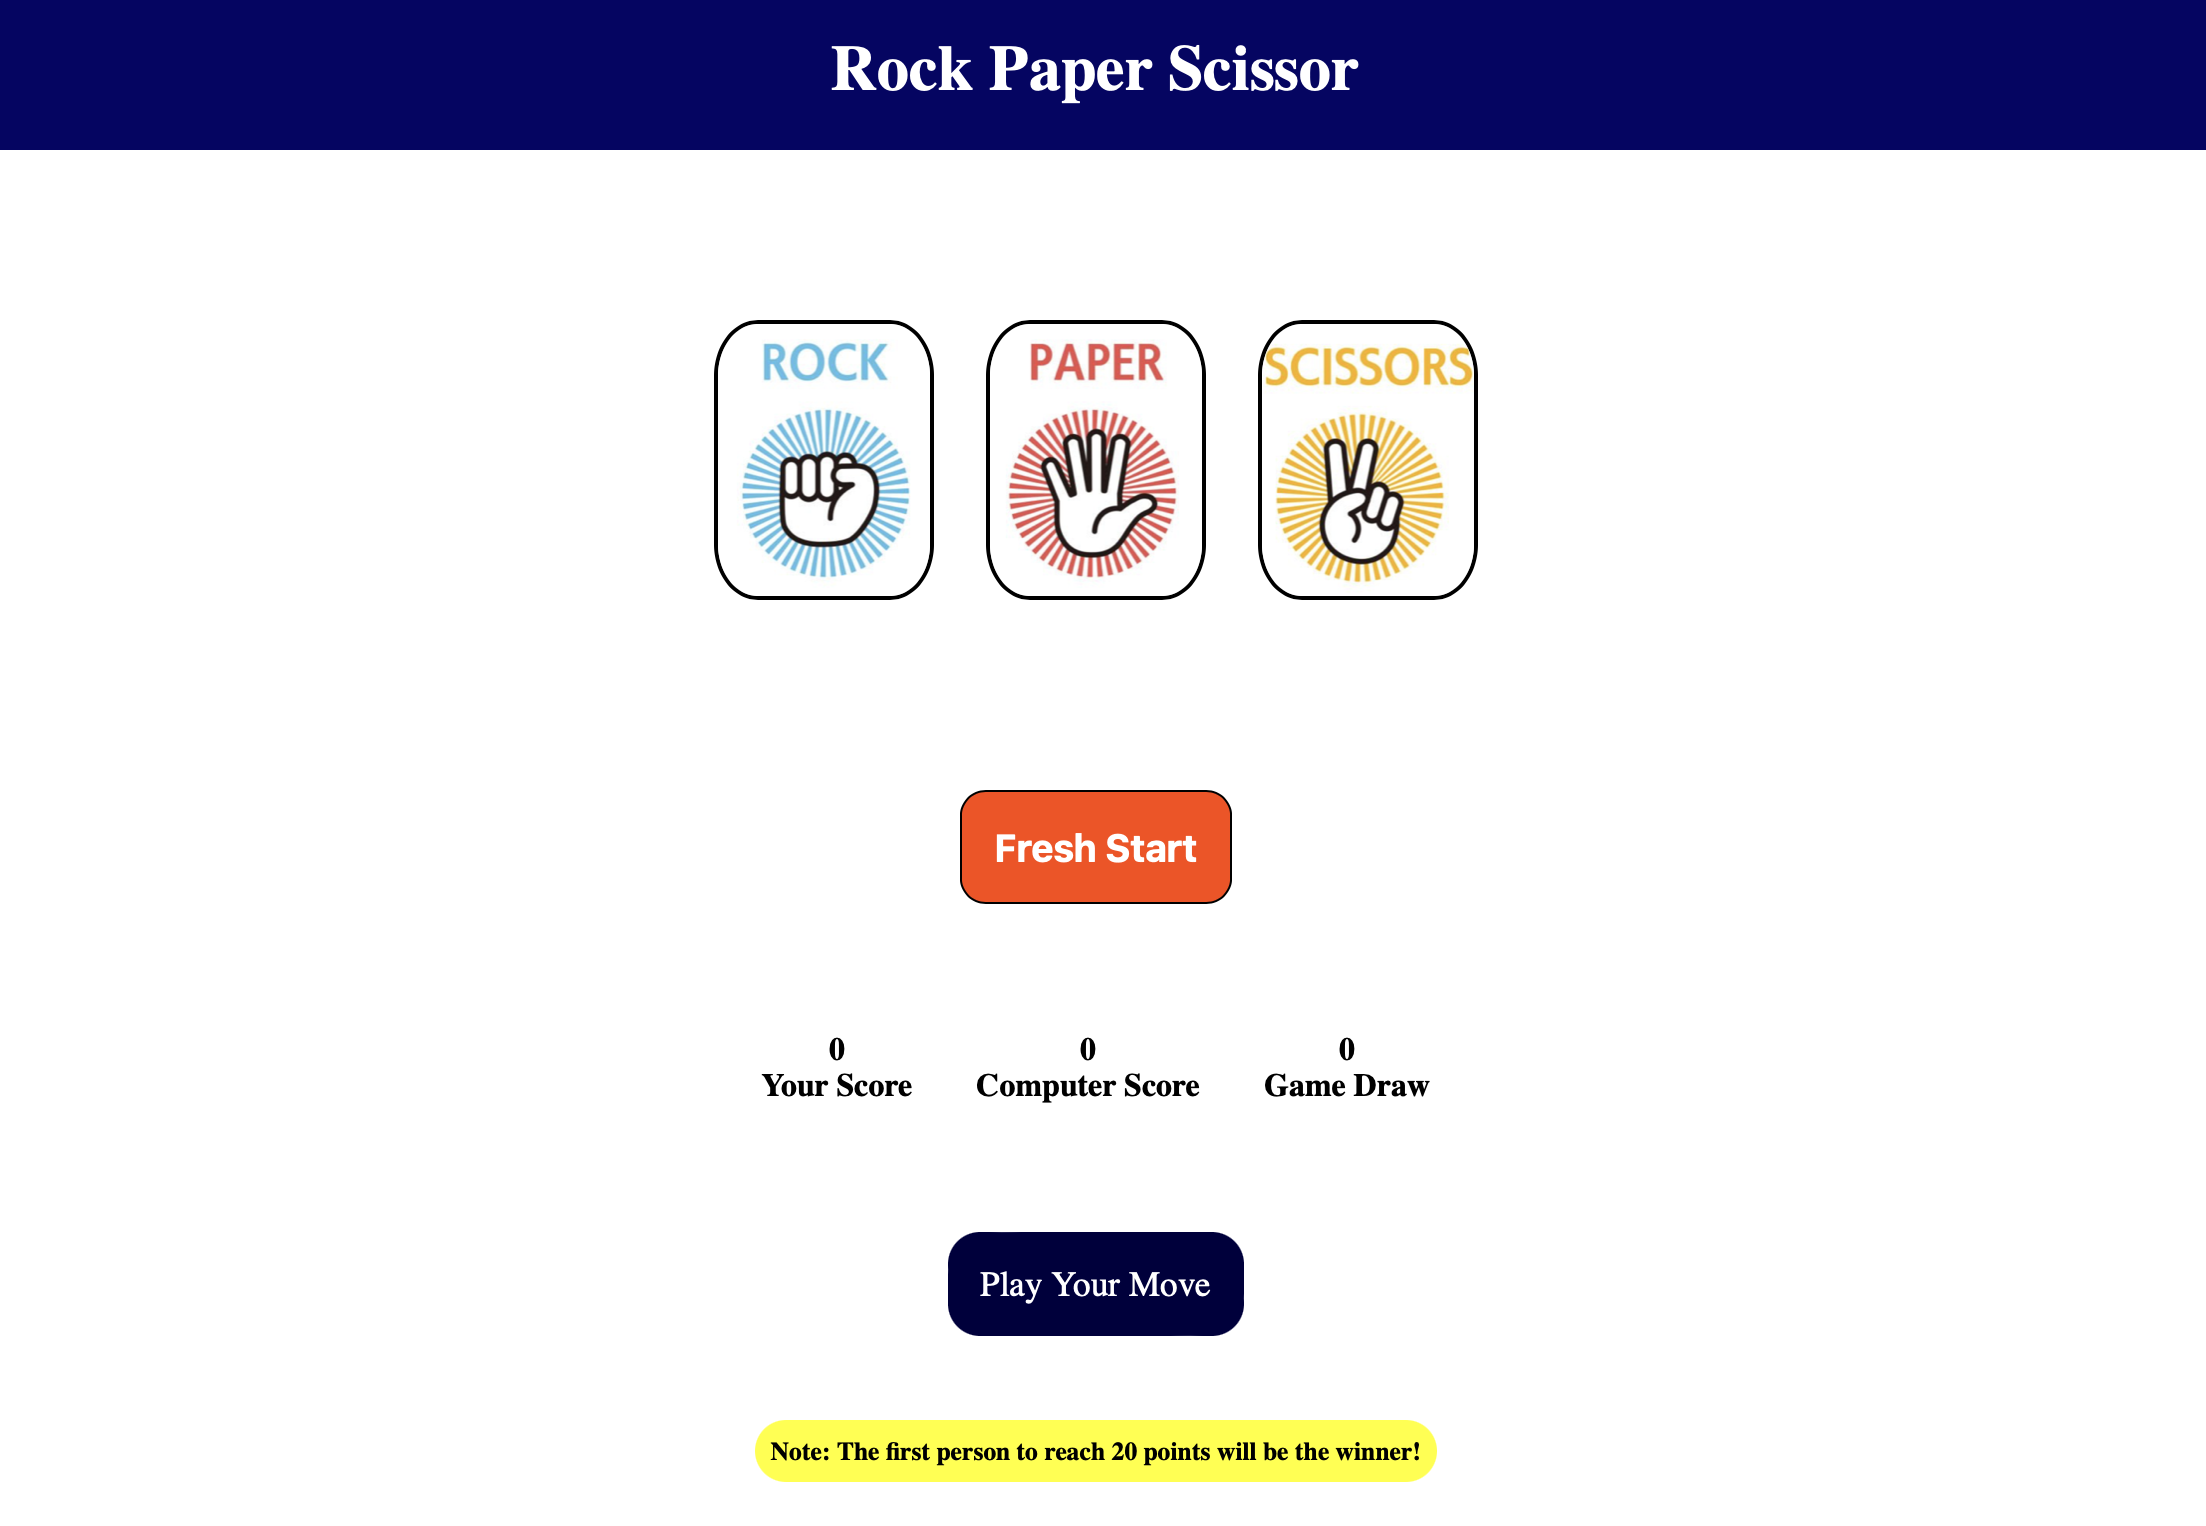 Rock Paper Scissor
ROCK PAPER SCISSORS
Fresh Start
0 0 0
Your Score Computer Score Game Draw
Play Your Move
Note: The first person to reach 20 points will be the winner!